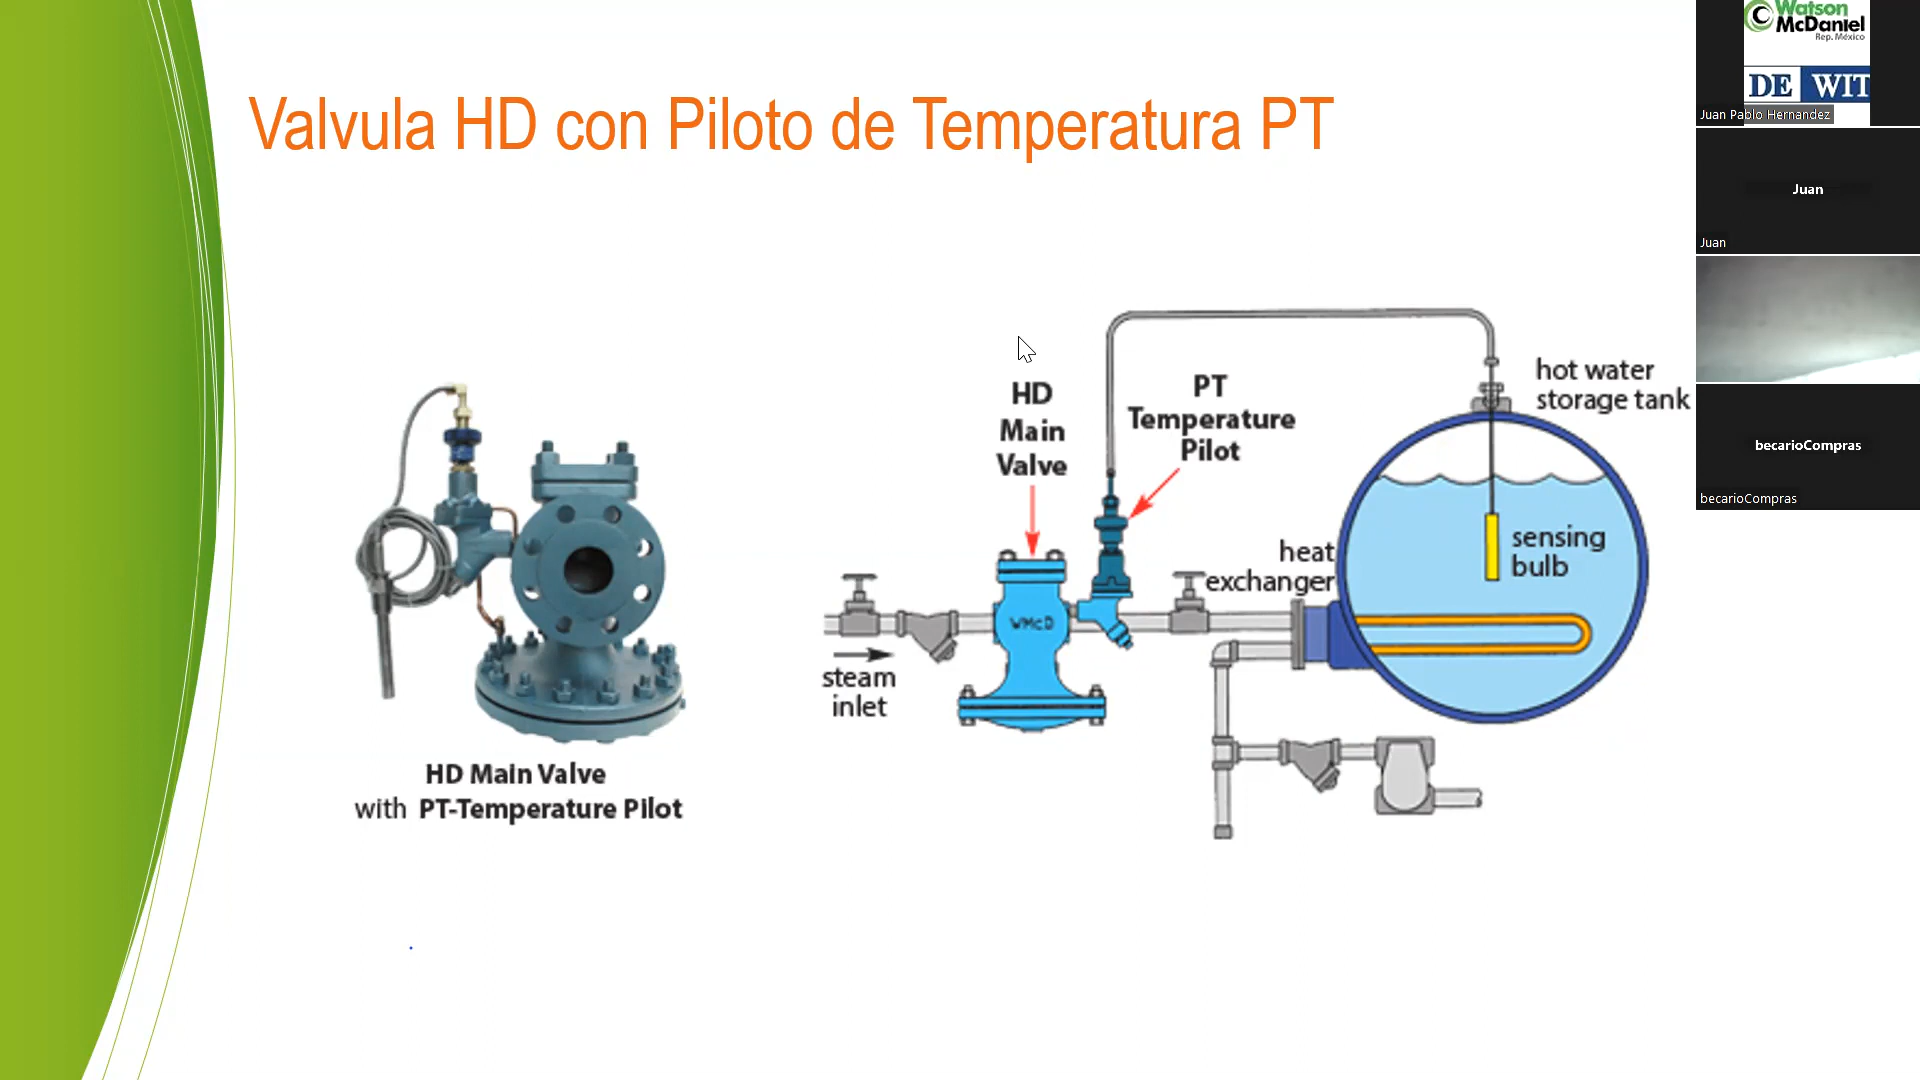 Valvula HD con Piloto de Temperatura PT
HD Main Valve
with PT-Temperature Pilot
HD
Main
Valve
PT
Temperature
Pilot
hot water
storage tank
sensing
bulb
heat
exchanger
WMcD
steam
inlet
Watson
McDaniel
Rep. México
DE WIT
Juan Pablo Hernandez
Juan
Juan
becarioCompras
becarioCompras